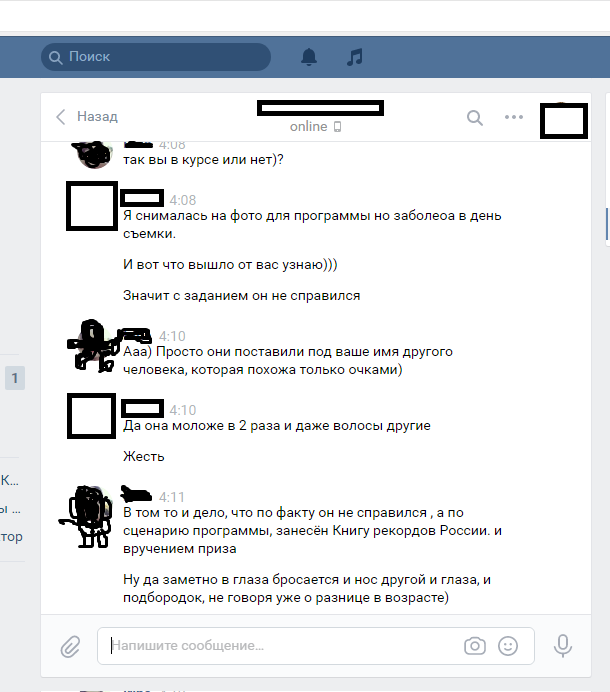 Поиск
Назад
online
4:08
так вы в курсе или нет)?
4:08
Я снималась на фото для программы но заболеоа в день
съемки.
И вот что вышло от вас узнаю)))
Значит с заданием он не справился
4:10
Ааа) Просто они поставили под ваше имя другого
человека, которая похожа только очками)
4:10
Да она моложе в 2 раза и даже волосы другие
Жесть
4:11
В том то и дело, что по факту он не справился , а по
сценарию программы, занесён Книгу рекордов России. и
вручением приза
Ну да заметно в глаза бросается и нос другой и глаза, и
подбородок, не говоря уже о разнице в возрасте)
Напишите сообщение...
1
К...
ы ...
тор